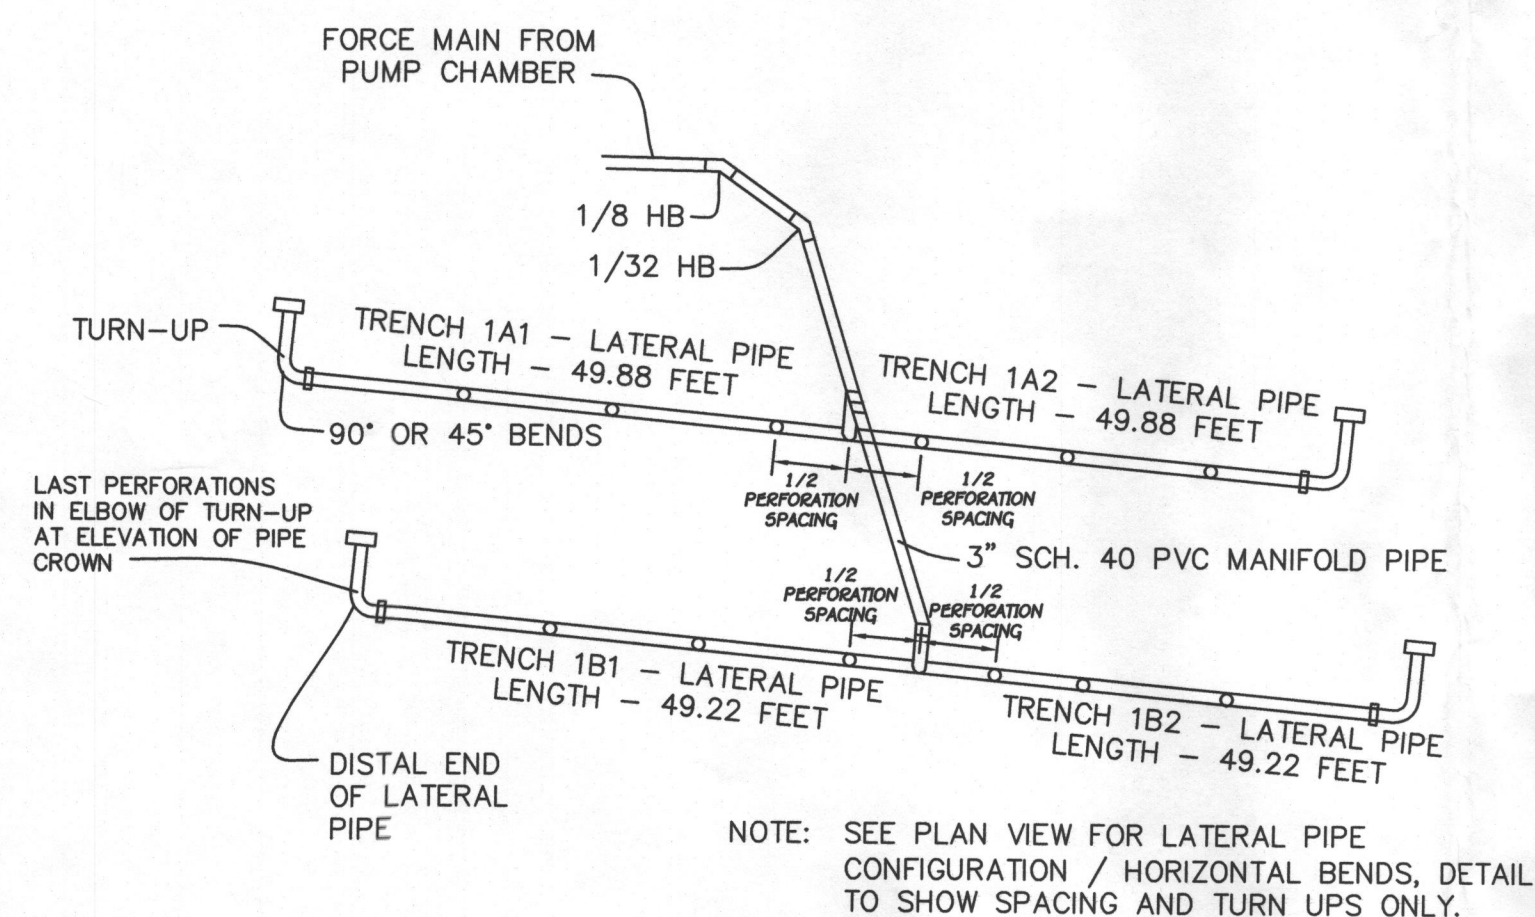 FORCE MAIN FROM
PUMP CHAMBER
1/8 HB
1/32 HB
TURN-UP
TRENCH 1A1 - LATERAL PIPE
LENGTH - 49.88 FEET
TRENCH 1A2 - LATERAL PIPE
LENGTH - 49.88 FEET
90° OR 45° BENDS
1/2
PERFORATION
SPACING
1/2
PERFORATION
SPACING
LAST PERFORATIONS
IN ELBOW OF TURN-UP
AT ELEVATION OF PIPE
CROWN
3" SCH. 40 PVC MANIFOLD PIPE
1/2
PERFORATION
SPACING
1/2
PERFORATION
SPACING
TRENCH 1B1 - LATERAL PIPE
LENGTH - 49.22 FEET
TRENCH 1B2 - LATERAL PIPE
LENGTH - 49.22 FEET
DISTAL END
OF LATERAL
PIPE
NOTE: SEE PLAN VIEW FOR LATERAL PIPE
CONFIGURATION / HORIZONTAL BENDS, DETAIL
TO SHOW SPACING AND TURN UPS ONLY.